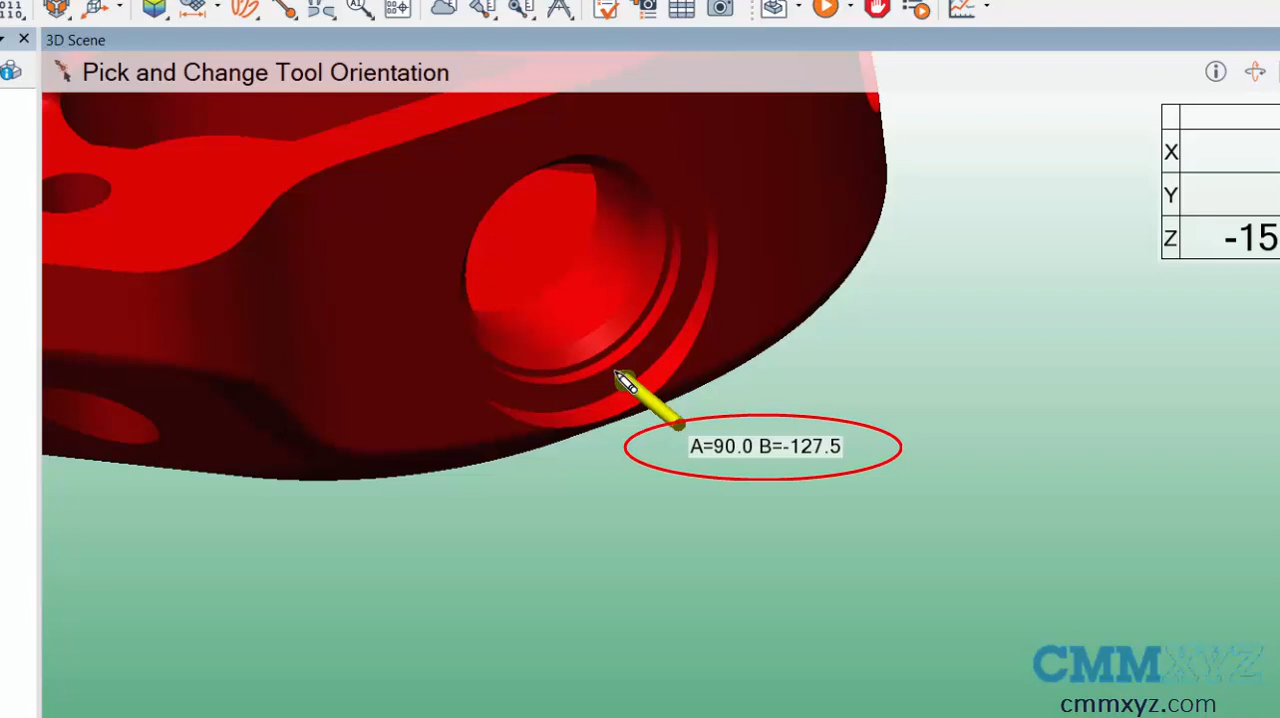 3D Scene
Pick and Change Tool Orientation
X
Y
Z -15
A=90.0 B=-127.5
CMMXYZ
cmmxyz.com